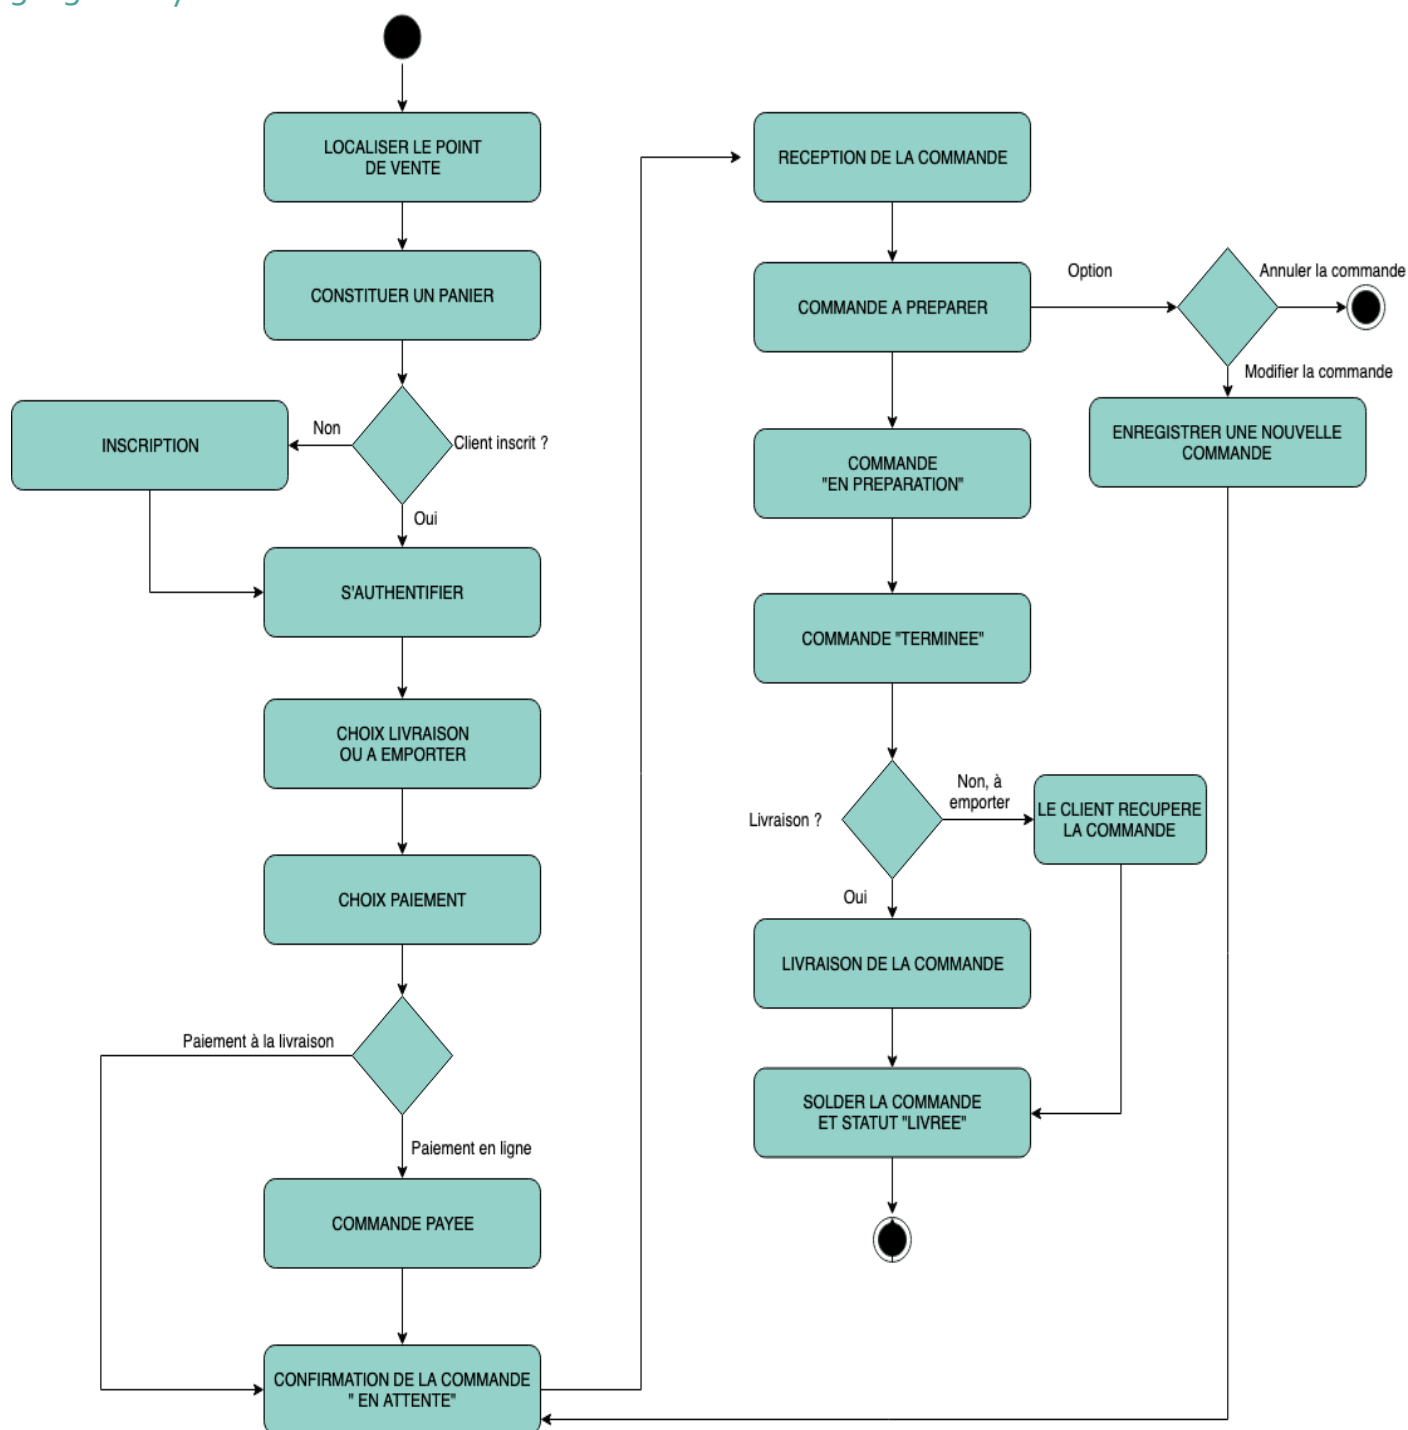 LOCALISER LE POINT
DE VENTE
CONSTITUER UN PANIER
Non
Client inscrit ?
INSCRIPTION
Oui
S'AUTHENTIFIER
CHOIX LIVRAISON
OU A EMPORTER
CHOIX PAIEMENT
Paiement à la livraison
Paiement en ligne
COMMANDE PAYEE
CONFIRMATION DE LA COMMANDE
" EN ATTENTE"
RECEPTION DE LA COMMANDE
COMMANDE A PREPARER
Option
Annuler la commande
Modifier la commande
ENREGISTRER UNE NOUVELLE
COMMANDE
COMMANDE
"EN PREPARATION"
COMMANDE "TERMINEE"
Livraison ?
Non, à
emporter
LE CLIENT RECUPERE
LA COMMANDE
Oui
LIVRAISON DE LA COMMANDE
SOLDER LA COMMANDE
ET STATUT "LIVREE"